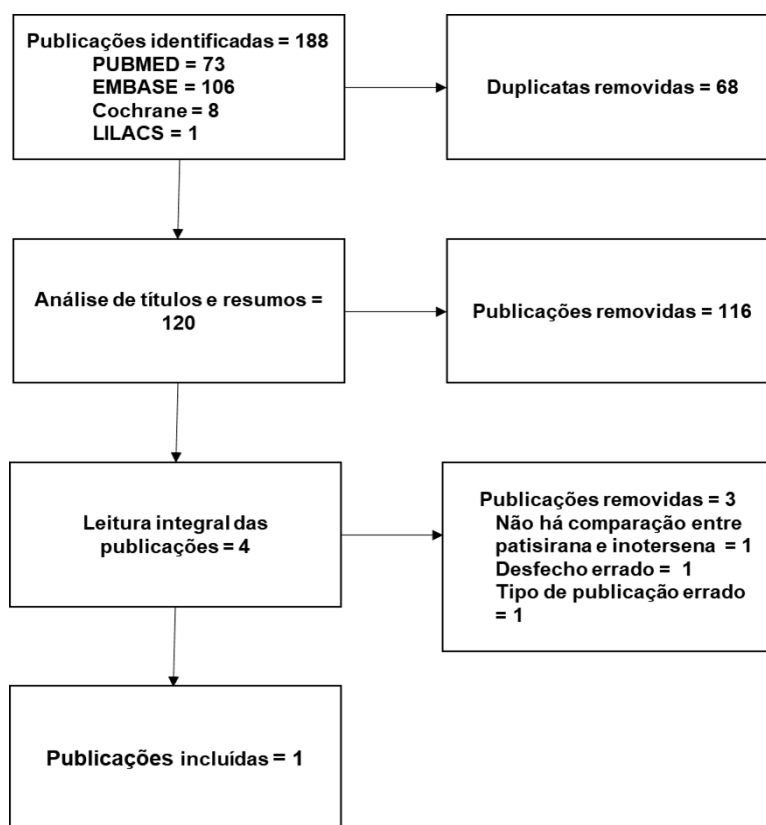 Publicações identificadas = 188
PUBMED = 73
EMBASE = 106
Cochrane = 8
LILACS = 1
Duplicatas removidas = 68
Análise de títulos e resumos =
120
Publicações removidas = 116
Leitura integral das
publicações = 4
Publicações removidas = 3
Não há comparação entre
patisirana e inotersena = 1
Desfecho errado = 1
Tipo de publicação errado
= 1
Publicações incluídas = 1